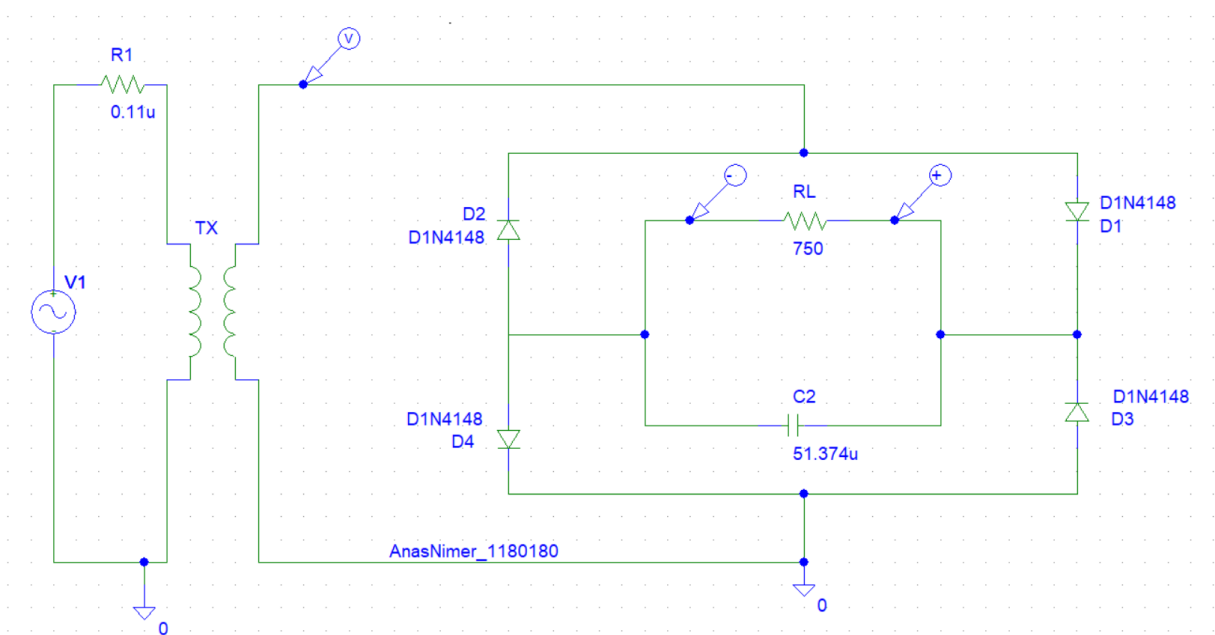 V
R1
0.11u
TX
V1
+
-
-
+
RL
750
D2
D1N4148
D1N4148
D1
C2
51.374u
D1N4148
D4
D1N4148
D3
AnasNimer_1180180
0
0